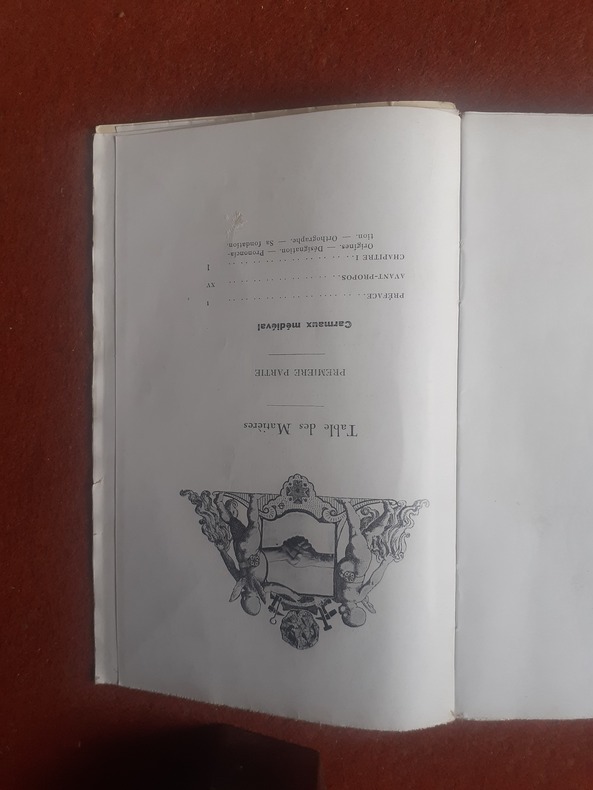 Table des Matières
PREMIÈRE PARTIE
Carmaux médiéval
PRÉFACE. . . . . . . . . . . . . . . . . . I
AVANT-PROPOS. . . . . . . . . . . . . . . XV
CHAPITRE I. . . . . . . . . . . . . . . . . I
Origines. — Désignation. — Prononcia-
tion. — Orthographe. — Sa fondation.